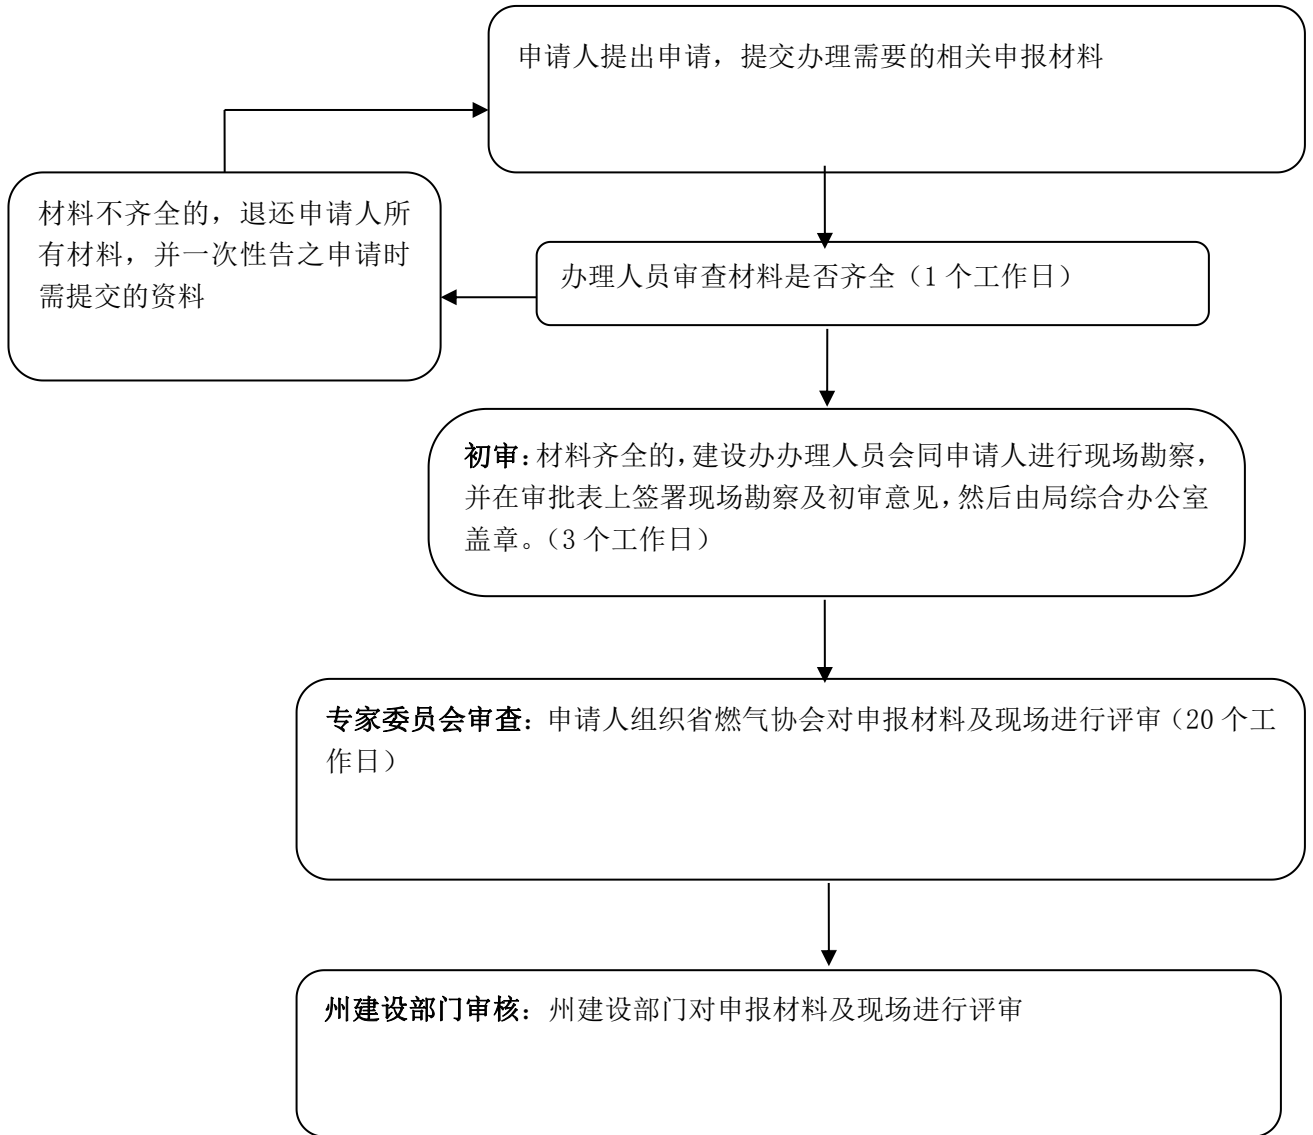 申请人提出申请，提交办理需要的相关申报材料
材料不齐全的，退还申请人所
有材料，并一次性告之申请时
需提交的资料
办理人员审查材料是否齐全（1 个工作日）
初审：材料齐全的，建设办办理人员会同申请人进行现场勘察，
并在审批表上签署现场勘察及初审意见，然后由局综合办公室
盖章。（3 个工作日）
专家委员会审查：申请人组织省燃气协会对申报材料及现场进行评审（20 个工
作日）
州建设部门审核：州建设部门对申报材料及现场进行评审